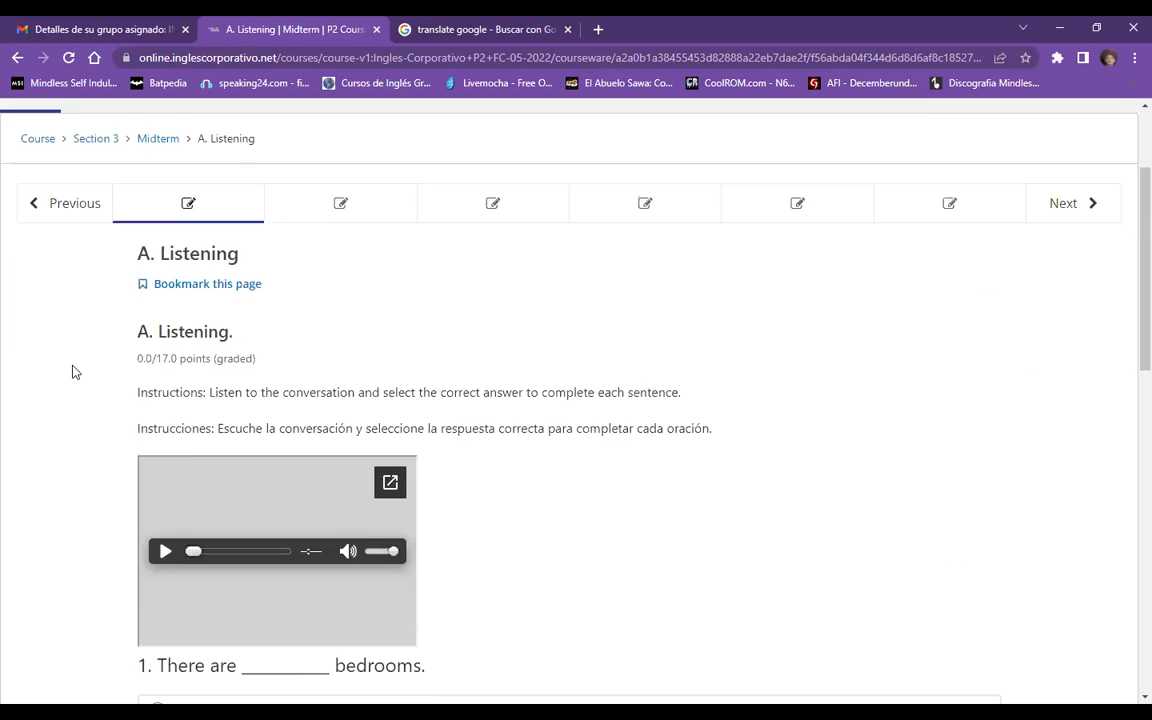 Detalles de su grupo asignado: I
A. Listening | Midterm | P2 Cours
translate google - Buscar con Go
online.inglescorporativo.net/courses/course-v1:Ingles-Corporativo+P2+FC-05-2022/courseware/a2a0b1a38455453d82888a22eb7dae2f/f56abda04f344d6d8d6af8c18527...
Mindless Self Indul...
Batpedia
speaking24.com - fi...
Cursos de Inglés Gr...
Livemocha - Free O...
El Abuelo Sawa: Co...
CoolROM.com - N6...
AFI - Decemberund...
Discografia Mindles...
Course > Section 3 > Midterm > A. Listening
Previous
Next
A. Listening
Bookmark this page
A. Listening.
0.0/17.0 points (graded)
Instructions: Listen to the conversation and select the correct answer to complete each sentence.
Instrucciones: Escuche la conversación y seleccione la respuesta correcta para completar cada oración.
-:--
1. There are __________ bedrooms.